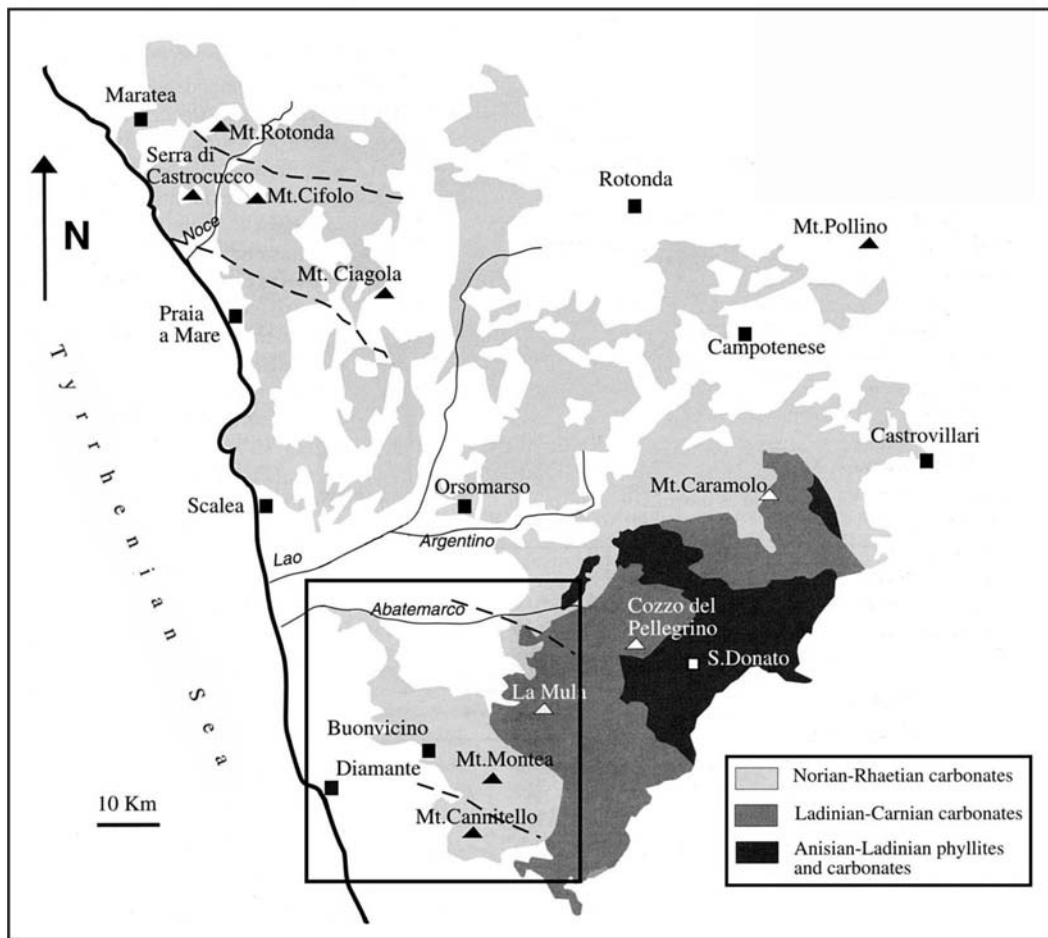 Maratea
Mt.Rotonda
Serra di
Castrocucco
Mt.Cifolo
Rotonda
Mt.Pollino
N
Noce
Mt. Ciagola
Praia
a Mare
Campotenese
Tyrrhenian Sea
Castrovillari
Mt.Caramolo
Scalea
Orsomarso
Argentino
Lao
Abatemarco
Cozzo del
Pellegrino
S.Donato
La Mula
Buonvicino
Mt.Montea
Diamante
Mt.Cannitello
10 Km
Norian-Rhaetian carbonates
Ladinian-Carnian carbonates
Anisian-Ladinian phyllites
and carbonates